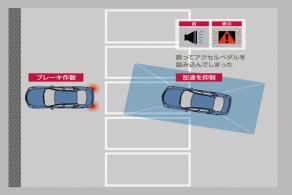 音 表示
誤ってアクセルペダルを
踏み込んでしまった
ブレーキ作動 加速を抑制